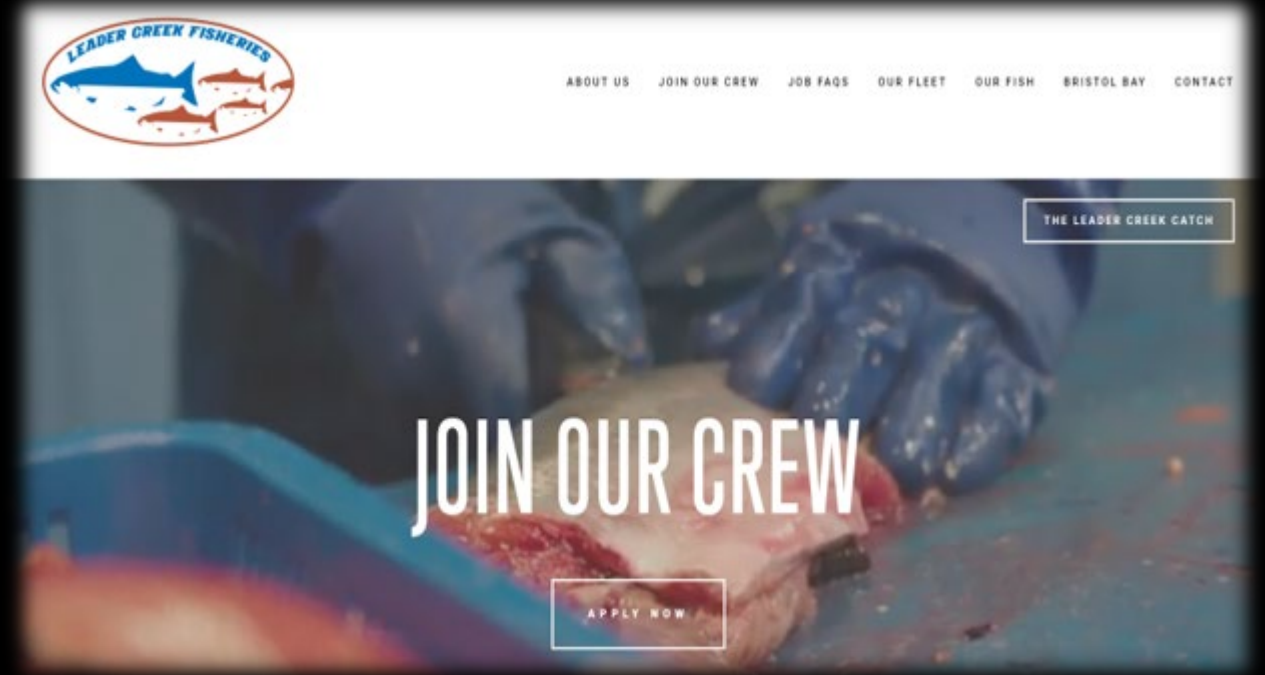 LEADER CREEK FISHERIES
ABOUT US JOIN OUR CREW JOB FAQS OUR FLEET OUR FISH BRISTOL BAY CONTACT
THE LEADER CREEK CATCH
JOIN OUR CREW
APPLY NOW